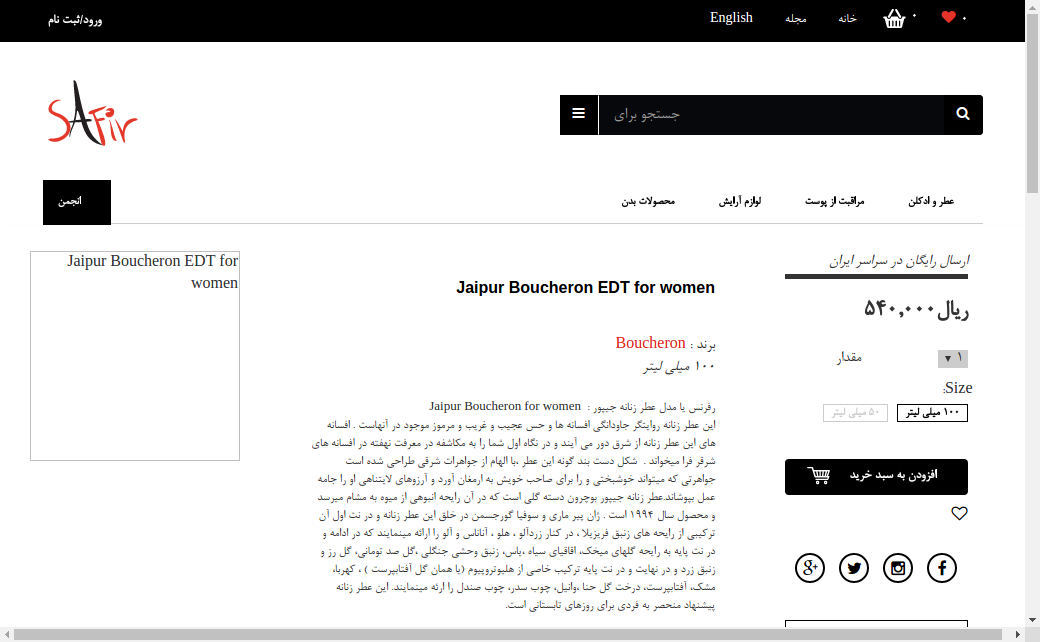 ۰ ۰ خانه مجله English ورود/ثبت نام
SAFir
جستجو برای
عطر و ادکلن مراقبت از پوست لوازم آرایش محصولات بدن انجمن
ارسال رایگان در سراسر ایران
ریال۵۴۰,۰۰۰
مقدار ۱
Size:
۱۰۰ میلی لیتر ۵۰ میلی لیتر
افزودن به سبد خرید
Jaipur Boucheron EDT for women
برند : Boucheron
۱۰۰ میلی لیتر
رفرنس یا مدل عطر زنانه جیپور : Jaipur Boucheron for women
این عطر زنانه روایتگر جاودانگی افسانه ها و حس عجیب و غریب و مرموز موجود در آنهاست . افسانه
های این عطر زنانه از شرق دور می آیند و در نگاه اول شما را به مکاشفه در معرفت نهفته در افسانه های
شرقر فرا میخواند . شکل دست بند گونه این عطر ،با الهام از جواهرات شرقی طراحی شده است
جواهرتی که میتواند خوشبختی و را برای صاحب خویش به ارمغان آورد و آرزوهای لایتناهی او را جامه
عمل بپوشاند.عطر زنانه جیپور بوچرون دسته گلی است که در آن رایحه انبوهی از میوه به مشام میرسد
و محصول سال ۱۹۹۴ است . ژان پیر ماری و سوفیا گورجسمن در خلق این عطر زنانه و در نت اول آن
ترکیبی از رایحه های زنبق فریزیلا ، در کنار زردآلو ، هلو ، آناناس و آلو را ارائه مینمایند که در ادامه و
در نت پایه به رایحه گلهای میخک، اقاقیای سیاه ،یاس، زنبق وحشی جنگلی ،گل صد تومانی، گل رز و
زنبق زرد و در نهایت و در نت پایه ترکیب خاصی از هلیوتروپیوم (یا همان گل آفتابپرست ) ، کهربا،
مشک، آفتابپرست، درخت گل حنا ،وانیل، چوب سدر، چوب صندل را ارئه مینمایند. این عطر زنانه
پیشنهاد منحصر به فردی برای روزهای تابستانی است.
Jaipur Boucheron EDT for
women